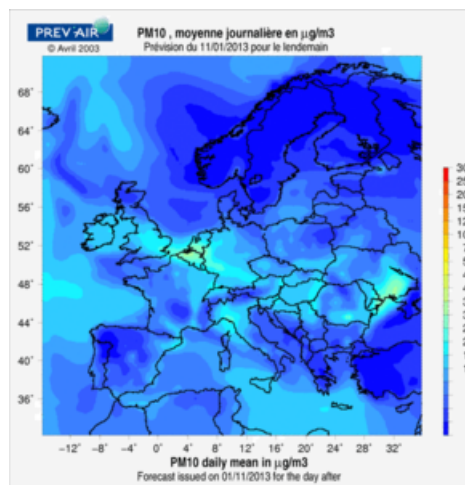 PREV'AIR
© Avril 2003
PM10 , moyenne journalière en μg/m3
Prévision du 11/01/2013 pour le lendemain
68°
64°
60°
56°
52°
48°
44°
40°
36°
−12° −8° −4° 0° 4° 8° 12° 16° 20° 24° 28° 32°
PM10 daily mean in μg/m3
Forecast issued on 01/11/2013 for the day after